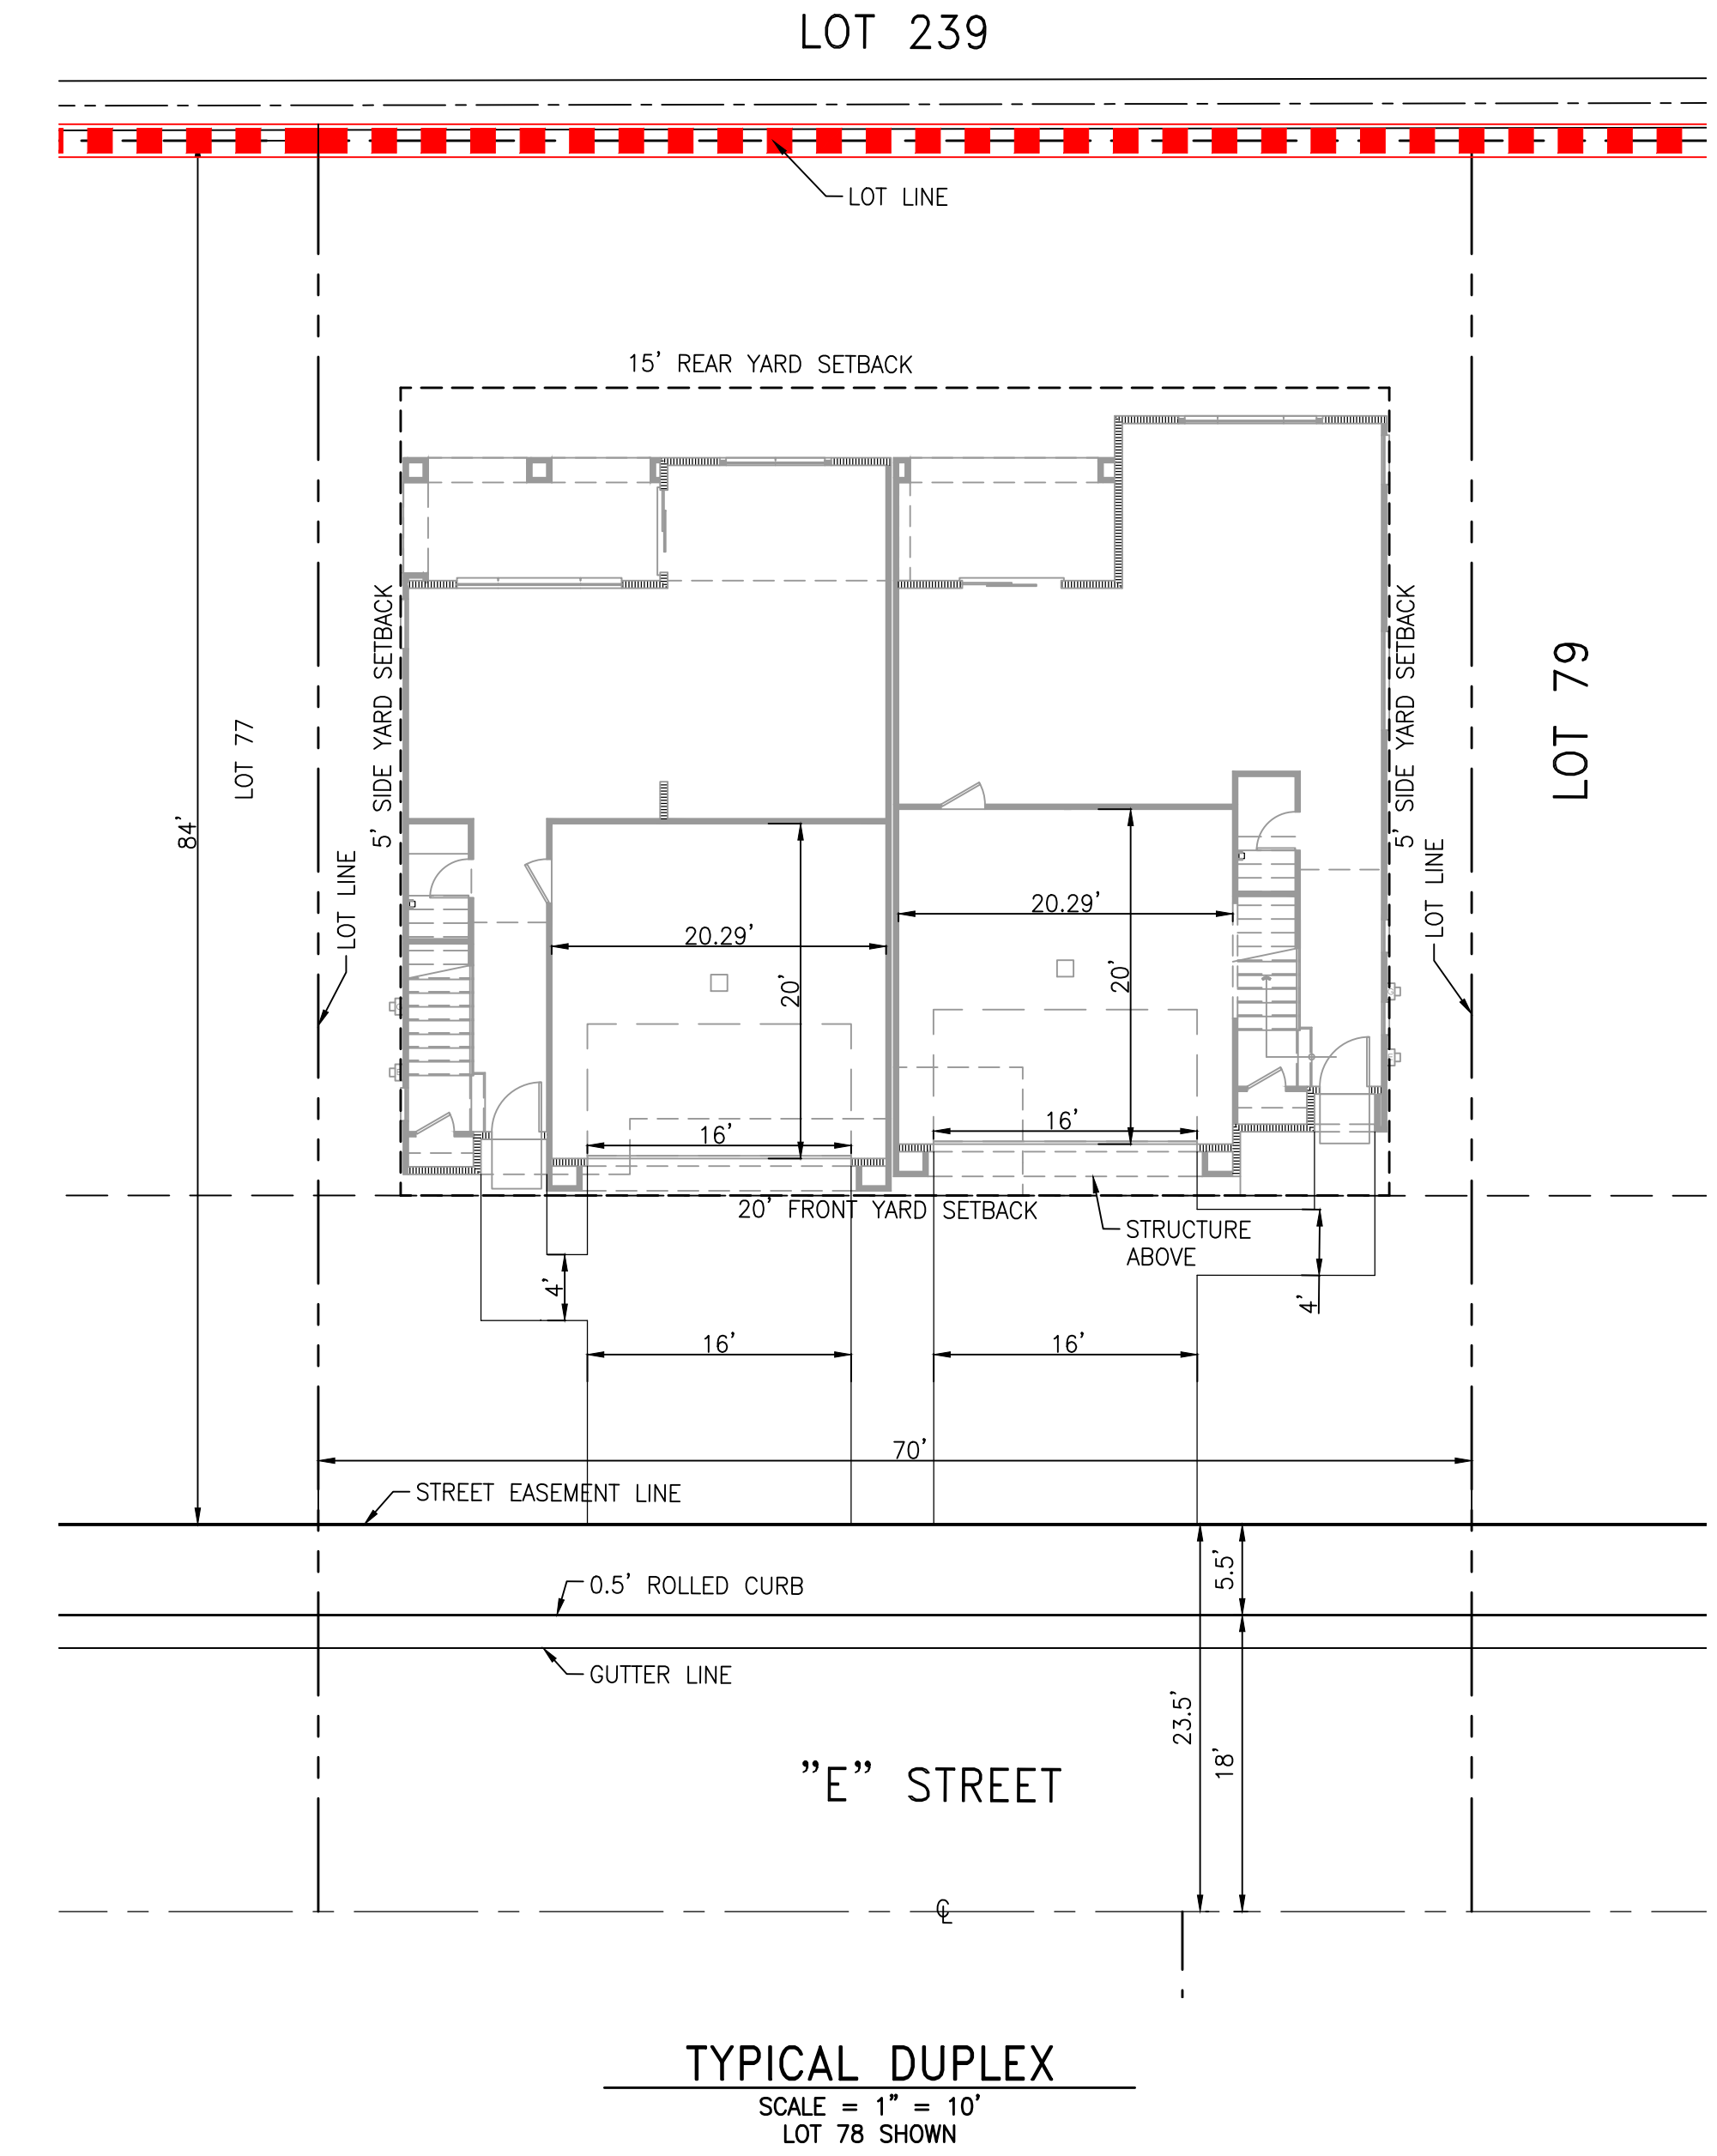 LOT 239
LOT LINE
15' REAR YARD SETBACK
LOT 77
5' SIDE YARD SETBACK
5' SIDE YARD SETBACK
LOT 79
84'
LOT LINE
LOT LINE
20.29'
20.29'
20'
20'
16'
16'
20' FRONT YARD SETBACK
STRUCTURE
ABOVE
4'
4'
16'
16'
70'
STREET EASEMENT LINE
5.5'
0.5' ROLLED CURB
GUTTER LINE
23.5'
18'
"E" STREET
℄
TYPICAL DUPLEX
SCALE = 1" = 10'
LOT 78 SHOWN